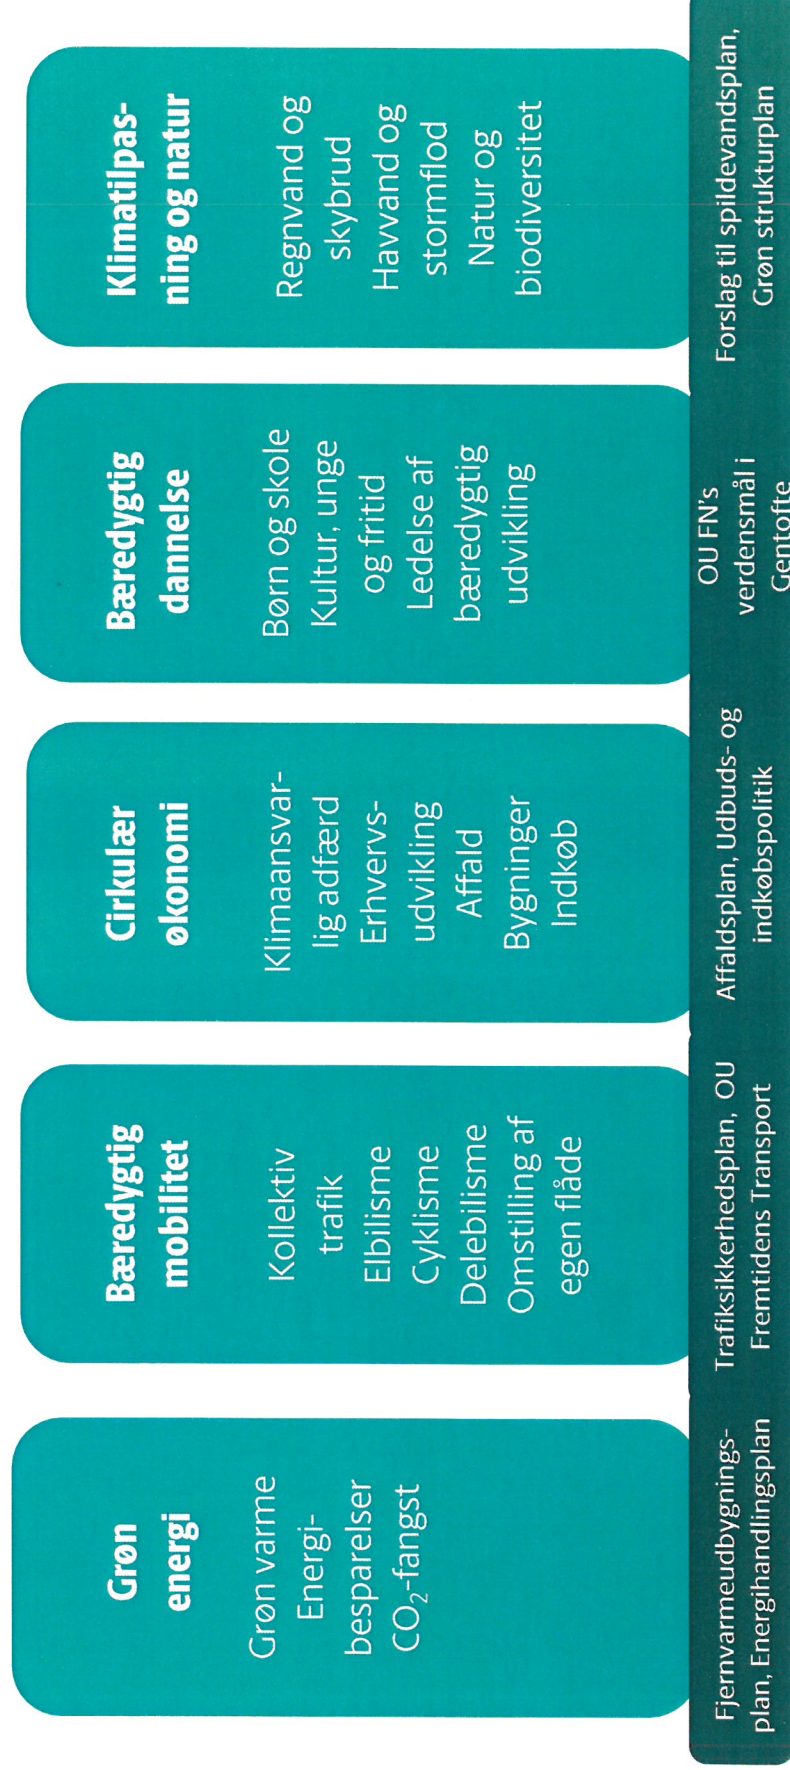 Grøn
energi
Grøn varme
Energi-
besparelser
CO₂-fangst
Fjernvarmeudbygnings-
plan, Energihandlingsplan
Bæredygtig
mobilitet
Kollektiv
trafik
Elbilisme
Cyklisme
Delebilisme
Omstilling af
egen flåde
Trafiksikkerhedsplan, OU
Fremtidens Transport
Cirkulær
økonomi
Klimaansvar-
lig adfærd
Erhvervs-
udvikling
Affald
Bygninger
Indkøb
Affaldsplan, Udbuds- og
indkøbspolitik
Bæredygtig
dannelse
Børn og skole
Kultur, unge
og fritid
Ledelse af
bæredygtig
udvikling
OU FN's
verdensmål i
Gentofte
Klimatilpas-
ning og natur
Regnvand og
skybrud
Havvand og
stormflod
Natur og
biodiversitet
Forslag til spildevandsplan,
Grøn strukturplan